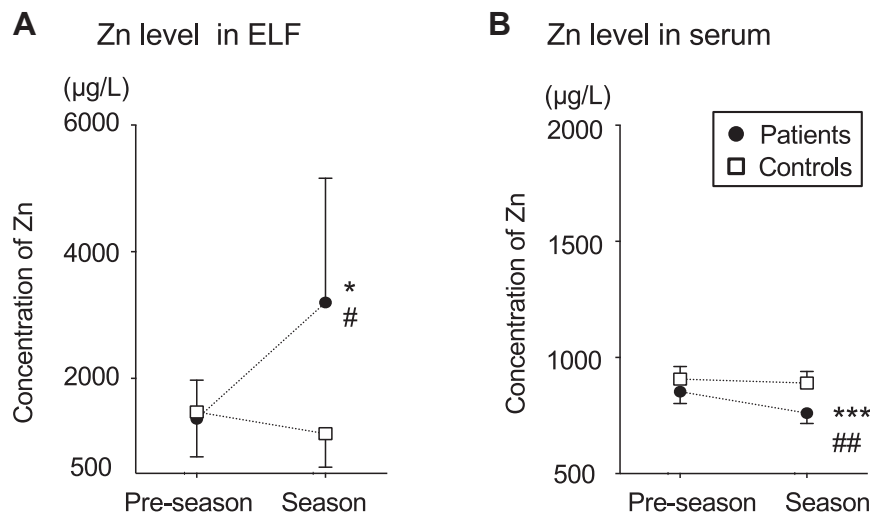 A
Zn level in ELF
(µg/L)
6000
4000
2000
500
Concentration of Zn
*
#
Pre-season
Season
B
Zn level in serum
(µg/L)
2000
1500
1000
500
Concentration of Zn
Patients
Controls
***
##
Pre-season
Season